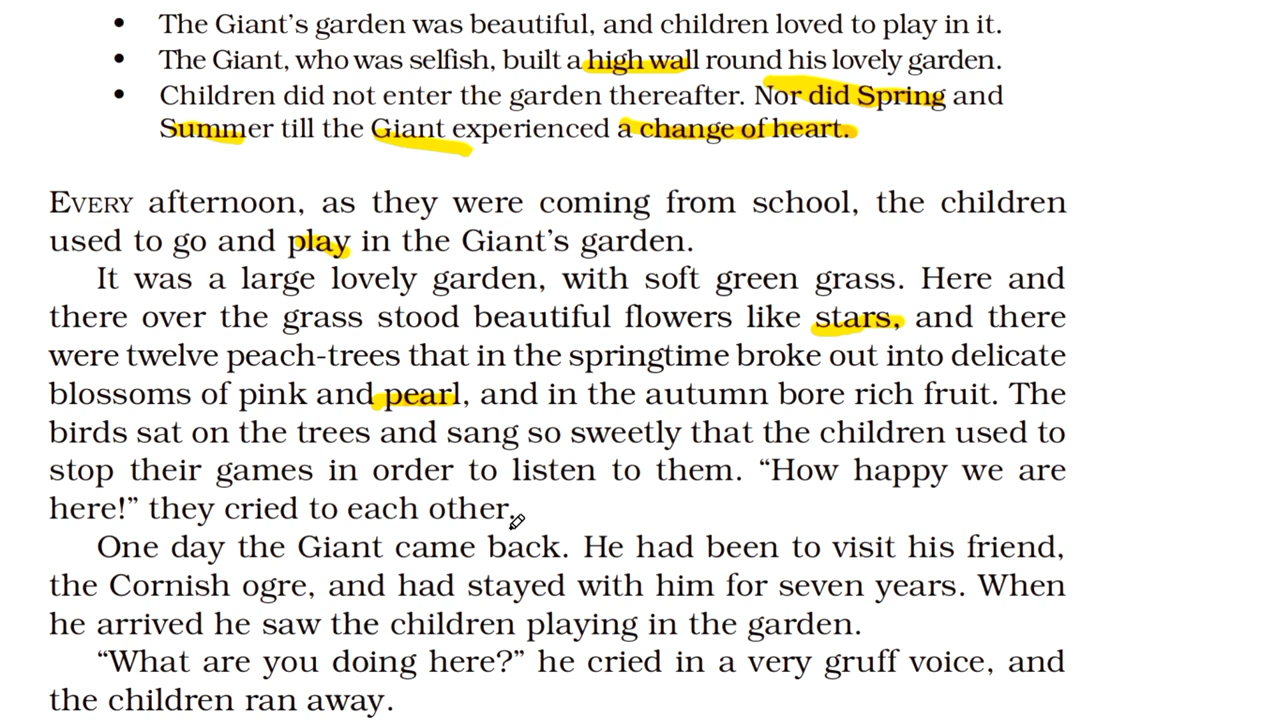 • The Giant’s garden was beautiful, and children loved to play in it.
• The Giant, who was selfish, built a high wall round his lovely garden.
• Children did not enter the garden thereafter. Nor did Spring and
Summer till the Giant experienced a change of heart.
EVERY afternoon, as they were coming from school, the children
used to go and play in the Giant’s garden.
It was a large lovely garden, with soft green grass. Here and
there over the grass stood beautiful flowers like stars, and there
were twelve peach-trees that in the springtime broke out into delicate
blossoms of pink and pearl, and in the autumn bore rich fruit. The
birds sat on the trees and sang so sweetly that the children used to
stop their games in order to listen to them. “How happy we are
here!” they cried to each other.
One day the Giant came back. He had been to visit his friend,
the Cornish ogre, and had stayed with him for seven years. When
he arrived he saw the children playing in the garden.
“What are you doing here?” he cried in a very gruff voice, and
the children ran away.